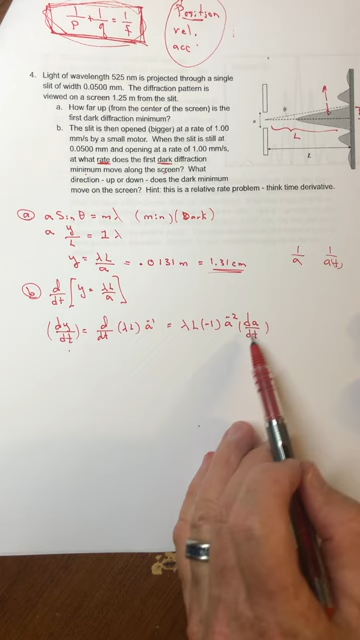 1/p + 1/q = 1/f
Position
vel.
acc.
4. Light of wavelength 525 nm is projected through a single
slit of width 0.0500 mm. The diffraction pattern is
viewed on a screen 1.25 m from the slit.
a. How far up (from the center of the screen) is the
first dark diffraction minimum?
b. The slit is then opened (bigger) at a rate of 1.00
mm/s by a small motor. When the slit is still at
0.0500 mm and opening at a rate of 1.00 mm/s,
at what rate does the first dark diffraction
minimum move along the screen? What
direction - up or down - does the dark minimum
move on the screen? Hint: this is a relative rate problem - think time derivative.
L
L
(a) a Sin θ = mλ (min) (Dark)
a y/L = 1 λ
y = λL/a = .0131 m = 1.31 cm
1/a
(b) d/dt [y = λL/a]
(dy/dt) = d/dt (λL) a⁻¹ = λL(-1) a⁻² (da/dt)